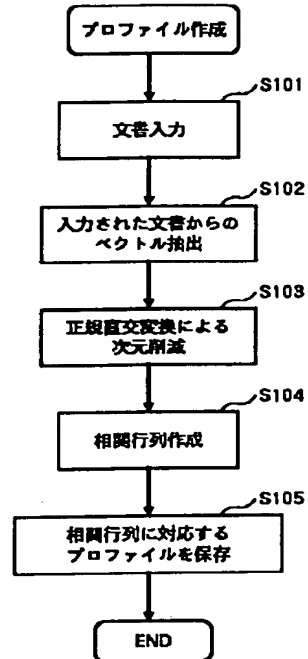 プロファイル作成
S101
文書入力
S102
入力された文書からの
ベクトル抽出
S103
正規直交変換による
次元削減
S104
相関行列作成
S105
相関行列に対応する
プロファイルを保存
END